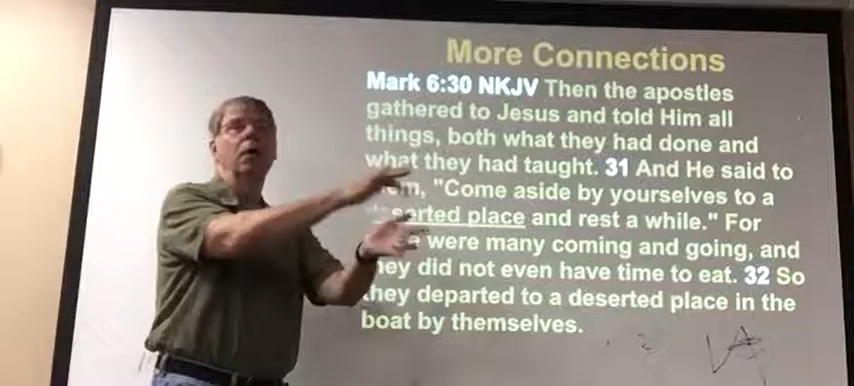 More Connections
Mark 6:30 NKJV Then the apostles
gathered to Jesus and told Him all
things, both what they had done and
what they had taught. 31 And He said to
"Come aside by yourselves to a
place and rest a while." For
were many coming and going, and
they did not even have time to eat. 32 So
they departed to a deserted place in the
boat by themselves.